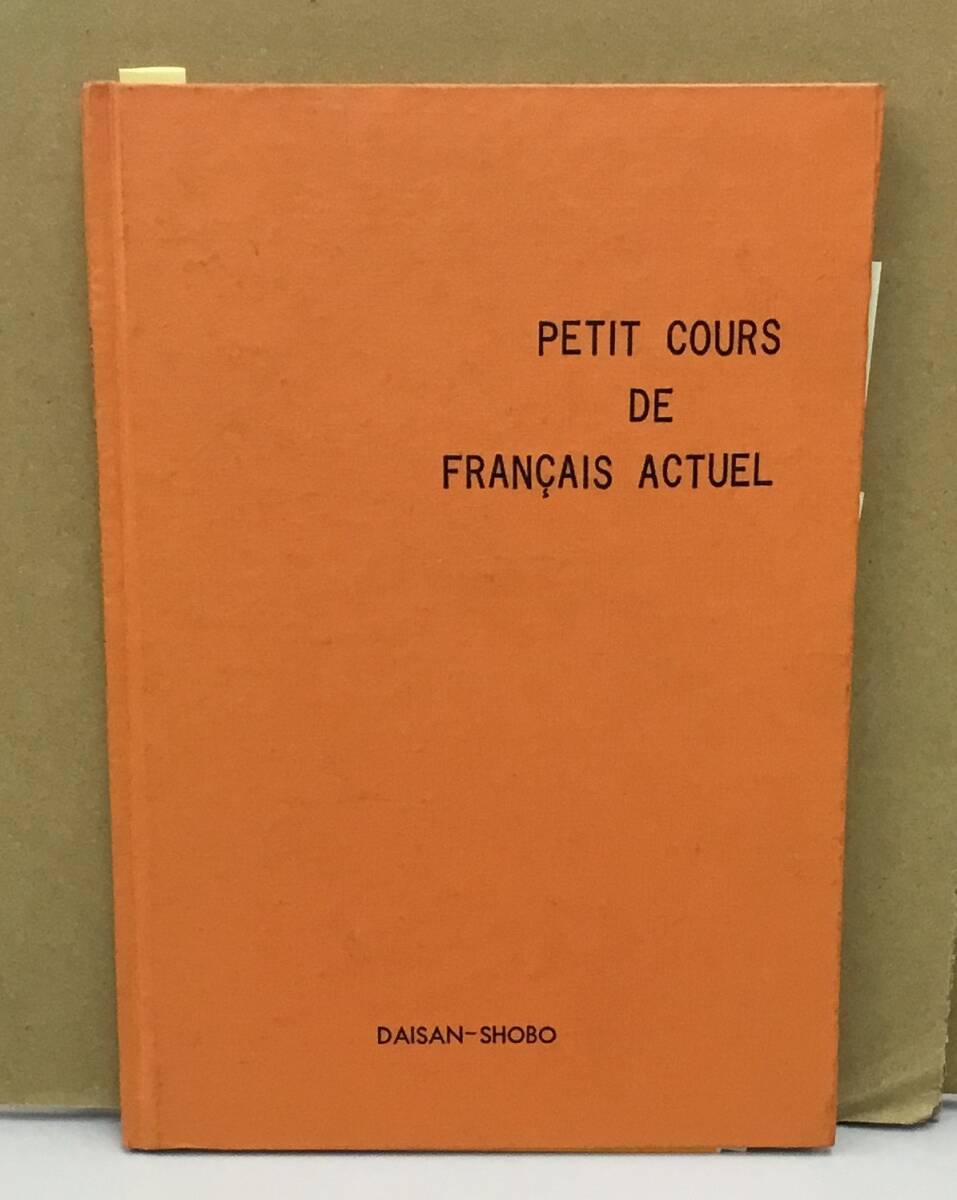 PETIT COURS
DE
FRANÇAIS ACTUEL
DAISAN-SHOBO